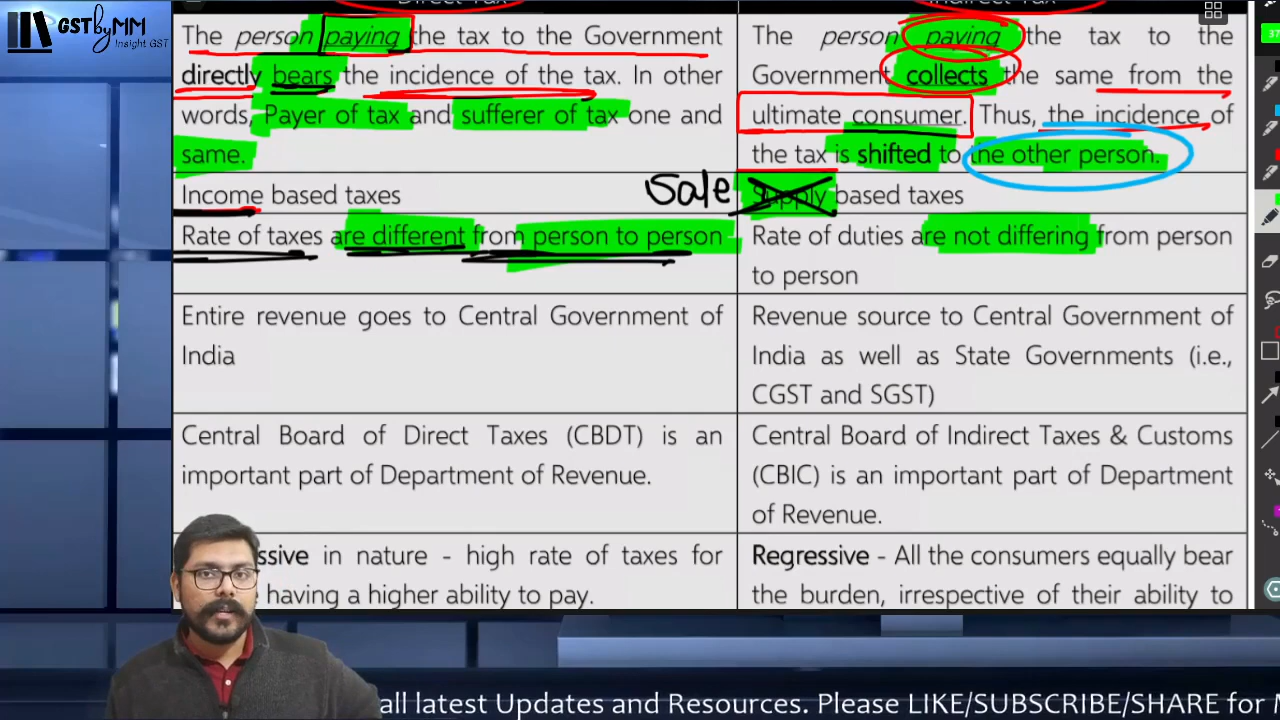 GSTbyMM
Insight GST
Direct Tax
Indirect Tax
The person paying the tax to the Government
directly bears the incidence of the tax. In other
words, Payer of tax and sufferer of tax one and
same.
The person paying the tax to the
Government collects the same from the
ultimate consumer. Thus, the incidence of
the tax is shifted to the other person.
Income based taxes
Sale
Supply based taxes
Rate of taxes are different from person to person
Rate of duties are not differing from person
to person
Entire revenue goes to Central Government of
India
Revenue source to Central Government of
India as well as State Governments (i.e.,
CGST and SGST)
Central Board of Direct Taxes (CBDT) is an
important part of Department of Revenue.
Central Board of Indirect Taxes & Customs
(CBIC) is an important part of Department
of Revenue.
ssive in nature - high rate of taxes for
having a higher ability to pay.
Regressive - All the consumers equally bear
the burden, irrespective of their ability to
all latest Updates and Resources. Please LIKE/SUBSCRIBE/SHARE for